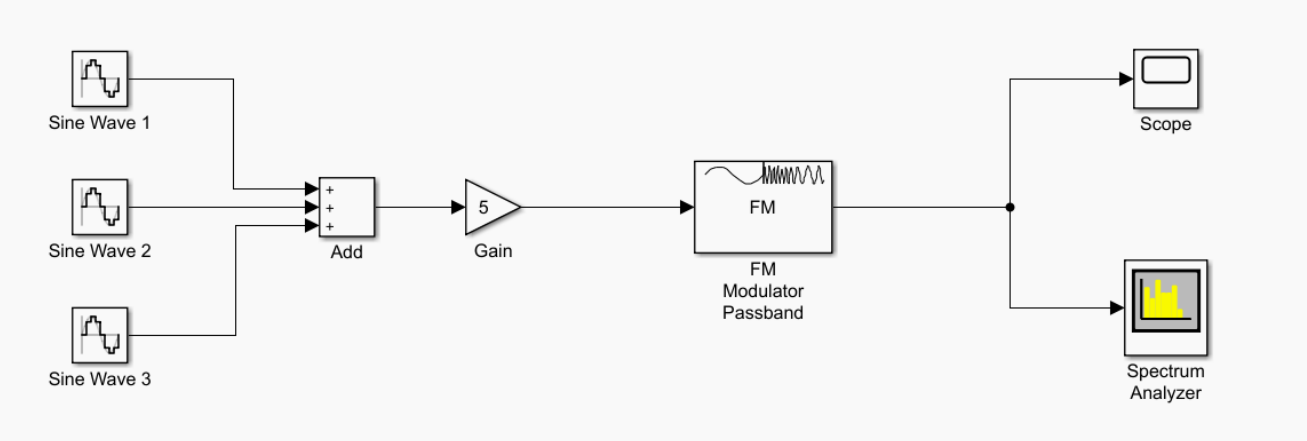 Sine Wave 1
Sine Wave 2
Sine Wave 3
+
+
+
Add
5
Gain
FM
FM
Modulator
Passband
Scope
Spectrum
Analyzer